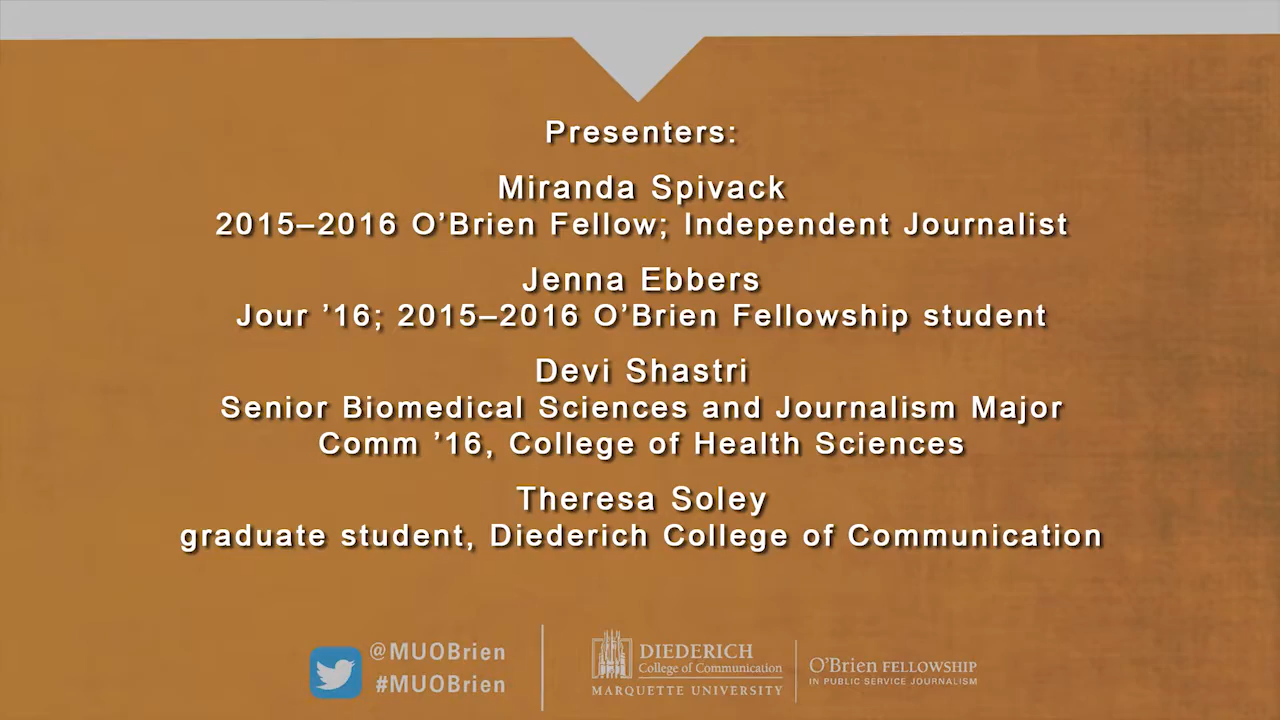 Presenters:
Miranda Spivack
2015–2016 O’Brien Fellow; Independent Journalist
Jenna Ebbers
Jour ’16; 2015–2016 O’Brien Fellowship student
Devi Shastri
Senior Biomedical Sciences and Journalism Major
Comm ’16, College of Health Sciences
Theresa Soley
graduate student, Diederich College of Communication
@MUOBrien
#MUOBrien
DIEDERICH
College of Communication
MARQUETTE UNIVERSITY
O’Brien FELLOWSHIP
IN PUBLIC SERVICE JOURNALISM